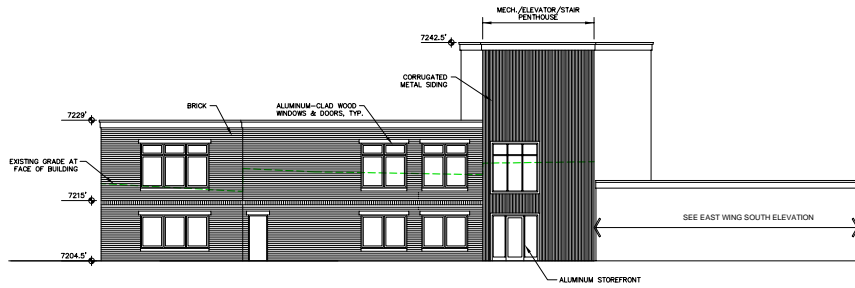 MECH./ELEVATOR/STAIR
PENTHOUSE
7242.5'
CORRUGATED
METAL SIDING
BRICK
ALUMINUM-CLAD WOOD
WINDOWS & DOORS, TYP.
7229'
EXISTING GRADE AT
FACE OF BUILDING
7215'
SEE EAST WING SOUTH ELEVATION
7204.5'
ALUMINUM STOREFRONT